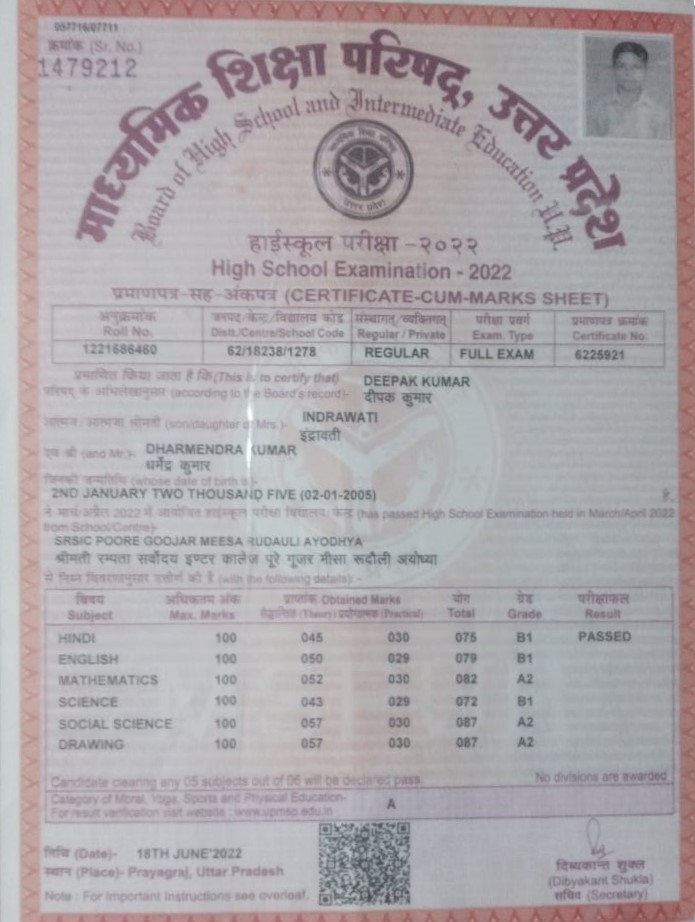 057716/07711
क्रमांक (Sr. No.)
1479212
माध्यमिक शिक्षा परिषद्, उत्तर प्रदेश
Board of High School and Intermediate Education U.P.
माध्यमिक शिक्षा परिषद
उत्तर प्रदेश
हाईस्कूल परीक्षा -२०२२
High School Examination - 2022
प्रमाणपत्र-सह-अंकपत्र (CERTIFICATE-CUM-MARKS SHEET)
अनुक्रमांक जनपद/केन्द्र/विद्यालय कोड संस्थागत/व्यक्तिगत परीक्षा प्रवर्ग प्रमाणपत्र क्रमांक
Roll No. Distt./Centre/School Code Regular / Private Exam. Type Certificate No.
1221686460 62/18238/1278 REGULAR FULL EXAM 6225921
प्रमाणित किया जाता है कि (This is to certify that) DEEPAK KUMAR
परिषद् के अभिलेखानुसार (according to the Board's record)- दीपक कुमार
आत्मज/आत्मजा श्रीमती (son/daughter of Mrs.)- INDRAWATI
इंद्रावती
एवं श्री (and Mr.)- DHARMENDRA KUMAR
धर्मेंद्र कुमार
जिनकी जन्मतिथि (whose date of birth is)-
2ND JANUARY TWO THOUSAND FIVE (02-01-2005) है,
ने मार्च/अप्रैल 2022 में आयोजित हाईस्कूल परीक्षा विद्यालय/केन्द्र (has passed High School Examination held in March/April 2022
from School/Centre)-
SRSIC POORE GOOJAR MEESA RUDAULI AYODHYA
श्रीमती रम्पता सर्वोदय इण्टर कालेज पूरे गूजर मीसा रूदौली अयोध्या
से निम्न विवरणानुसार उत्तीर्ण की है (with the following details): -
विषय अधिकतम अंक प्राप्तांक Obtained Marks योग ग्रेड परीक्षाफल
Subject Max. Marks सैद्धान्तिक (Theory) प्रयोगात्मक (Practical) Total Grade Result
HINDI 100 045 030 075 B1 PASSED
ENGLISH 100 050 029 079 B1
MATHEMATICS 100 052 030 082 A2
SCIENCE 100 043 029 072 B1
SOCIAL SCIENCE 100 057 030 087 A2
DRAWING 100 057 030 087 A2
Candidate clearing any 05 subjects out of 06 will be declared pass. No divisions are awarded
Category of Moral, Yoga, Sports and Physical Education- A
For result verification visit website : www.upmsp.edu.in
तिथि (Date)- 18TH JUNE'2022
स्थान (Place)- Prayagraj, Uttar Pradesh
Note : For Important Instructions see overleaf.
दिब्यकान्त शुक्ल
(Dibyakant Shukla)
सचिव (Secretary)